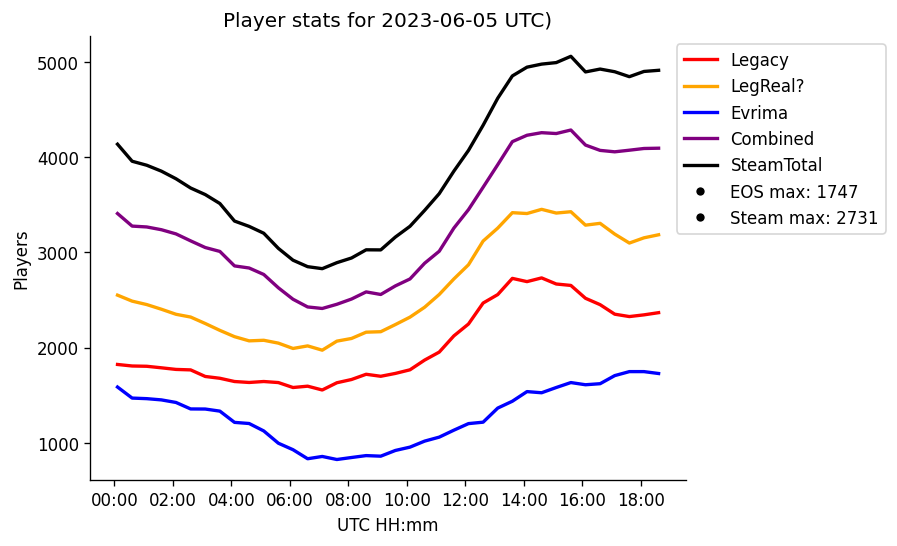 Player stats for 2023-06-05 UTC)
5000
4000
3000
2000
1000
Players
00:00 02:00 04:00 06:00 08:00 10:00 12:00 14:00 16:00 18:00
UTC HH:mm
Legacy
LegReal?
Evrima
Combined
SteamTotal
EOS max: 1747
Steam max: 2731